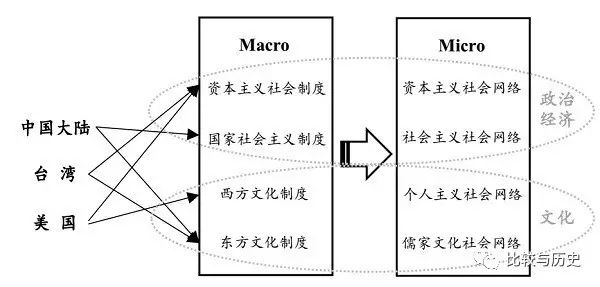 Macro
Micro
资本主义社会制度
资本主义社会网络
政治
经济
中国大陆
国家社会主义制度
社会主义社会网络
台 湾
西方文化制度
个人主义社会网络
美 国
文化
东方文化制度
儒家文化社会网络
比较与历史